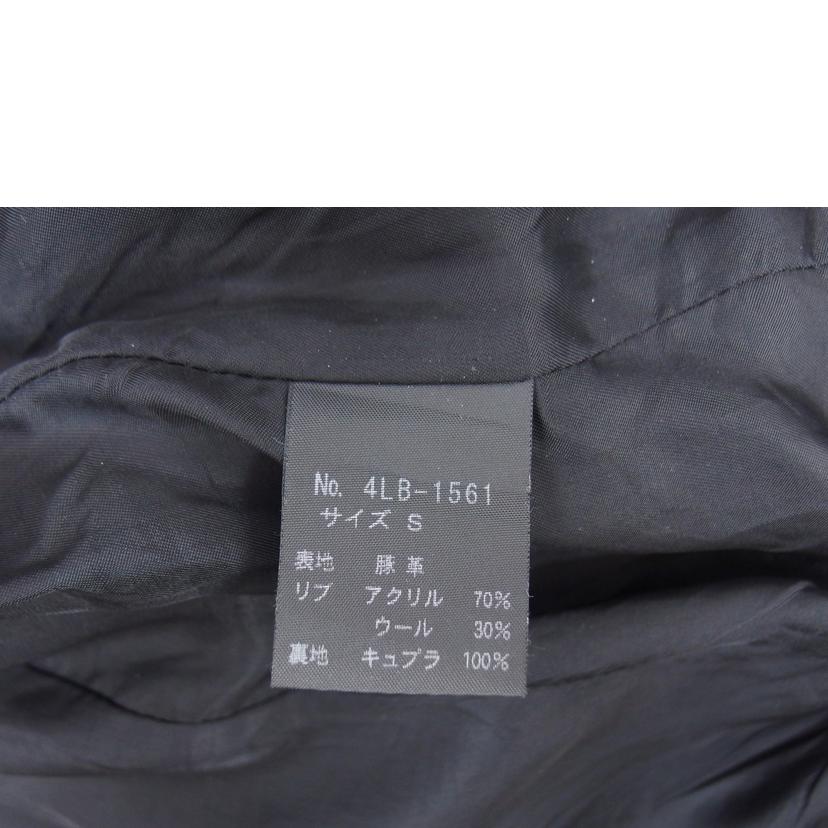 No. 4LB-1561
サイズ S
表地 豚革
リブ アクリル 70%
ウール 30%
裏地 キュプラ 100%